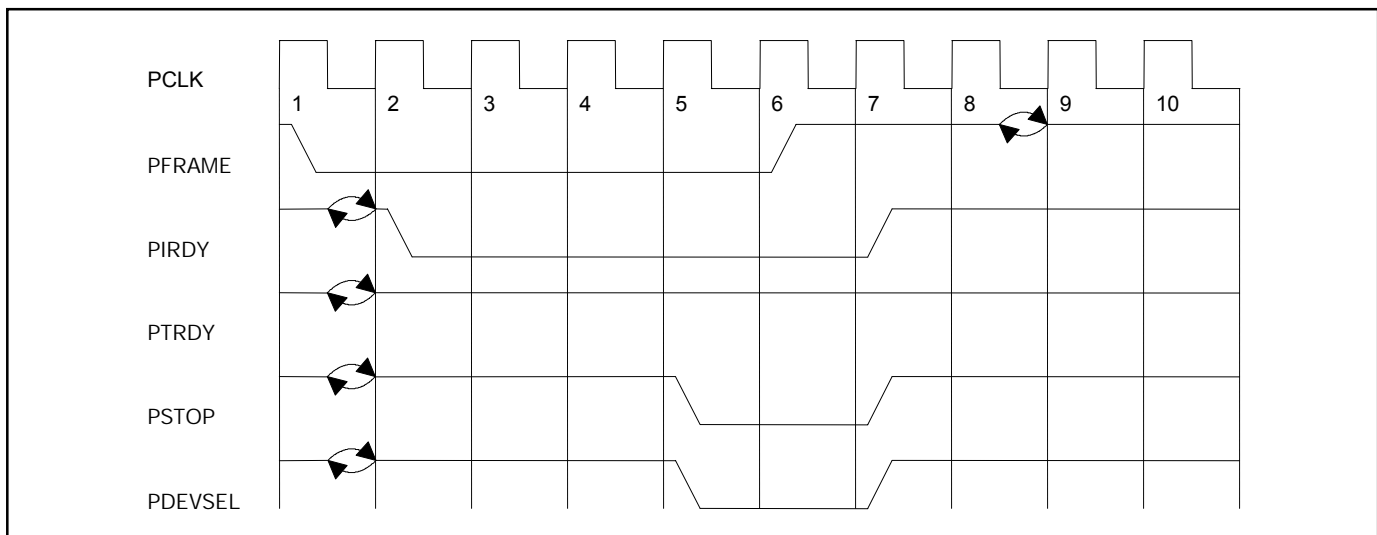 PCLK
1 2 3 4 5 6 7 8 9 10
PFRAME
PIRDY
PTRDY
PSTOP
PDEVSEL